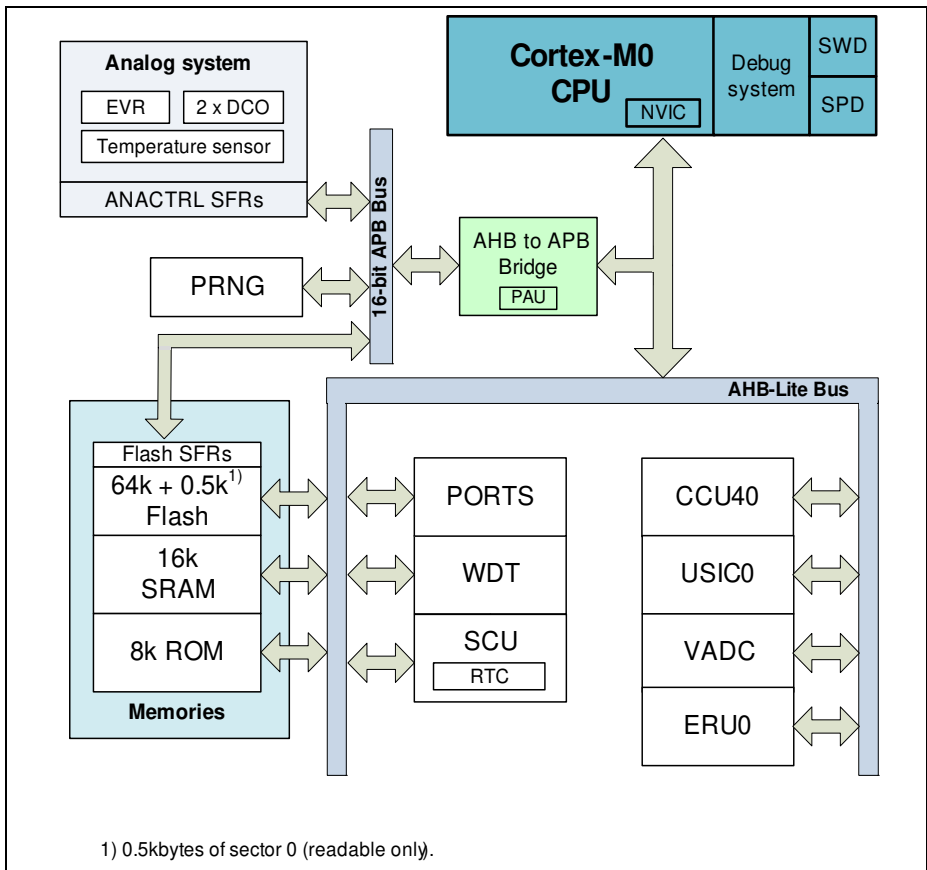 Analog system
EVR
2 x DCO
Temperature sensor
ANACTRL SFRs
Cortex-M0
CPU
NVIC
Debug
system
SWD
SPD
16-bit APB Bus
AHB to APB
Bridge
PAU
PRNG
AHB-Lite Bus
Flash SFRs
64k + 0.5k1)
Flash
16k
SRAM
8k ROM
Memories
PORTS
WDT
SCU
RTC
CCU40
USIC0
VADC
ERU0
1) 0.5kbytes of sector 0 (readable only).